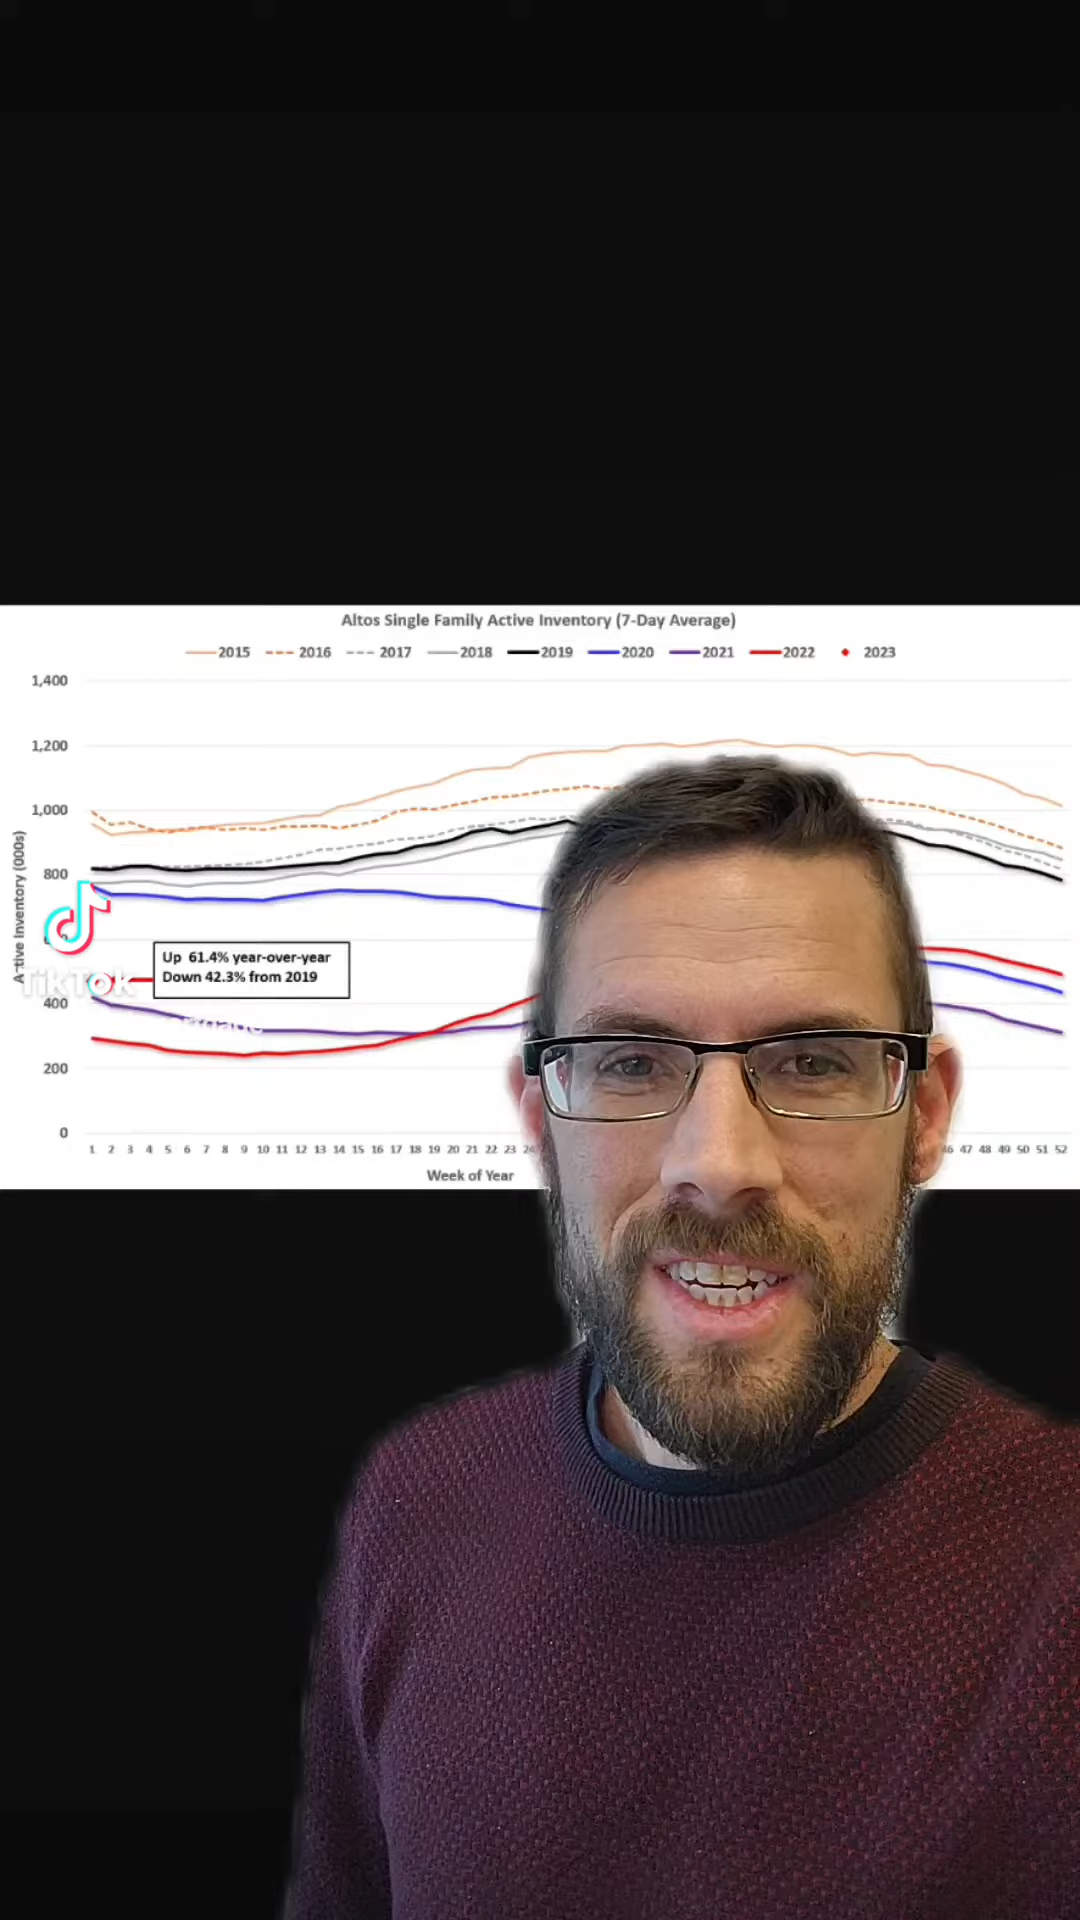 Altos Single Family Active Inventory (7-Day Average)
2015 2016 2017 2018 2019 2020 2021 2022 2023
1,400
1,200
1,000
800
400
200
0
Active Inventory (000s)
TikTok
Up 61.4% year-over-year
Down 42.3% from 2019
1 2 3 4 5 6 7 8 9 10 11 12 13 14 15 16 17 18 19 20 21 22 23 24 46 47 48 49 50 51 52
Week of Year